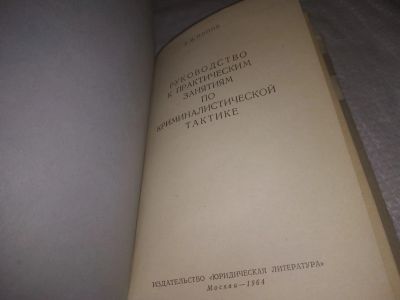 РУКОВОДСТВО
К ПРАКТИЧЕСКИМ
ЗАНЯТИЯМ
ПО
КРИМИНАЛИСТИЧЕСКОЙ
ТАКТИКЕ
ИЗДАТЕЛЬСТВО «ЮРИДИЧЕСКАЯ ЛИТЕРАТУРА»
Москва—1964